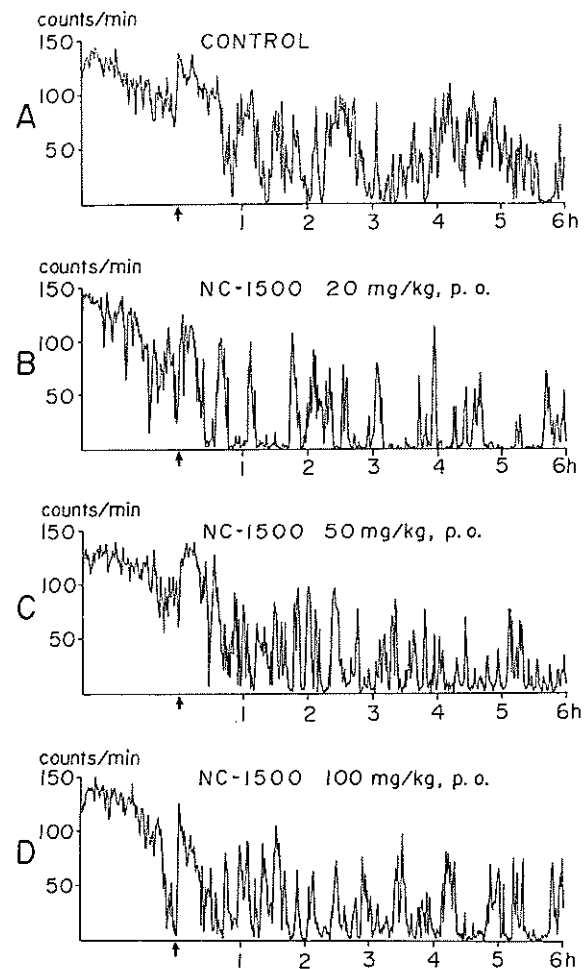 counts/min
CONTROL
150
A
100
50
1 2 3 4 5 6h
counts/min
NC-1500 20 mg/kg, p.o.
150
B
100
50
1 2 3 4 5 6h
counts/min
NC-1500 50 mg/kg, p.o.
150
C
100
50
1 2 3 4 5 6h
counts/min
NC-1500 100 mg/kg, p.o.
150
D
100
50
1 2 3 4 5 6h